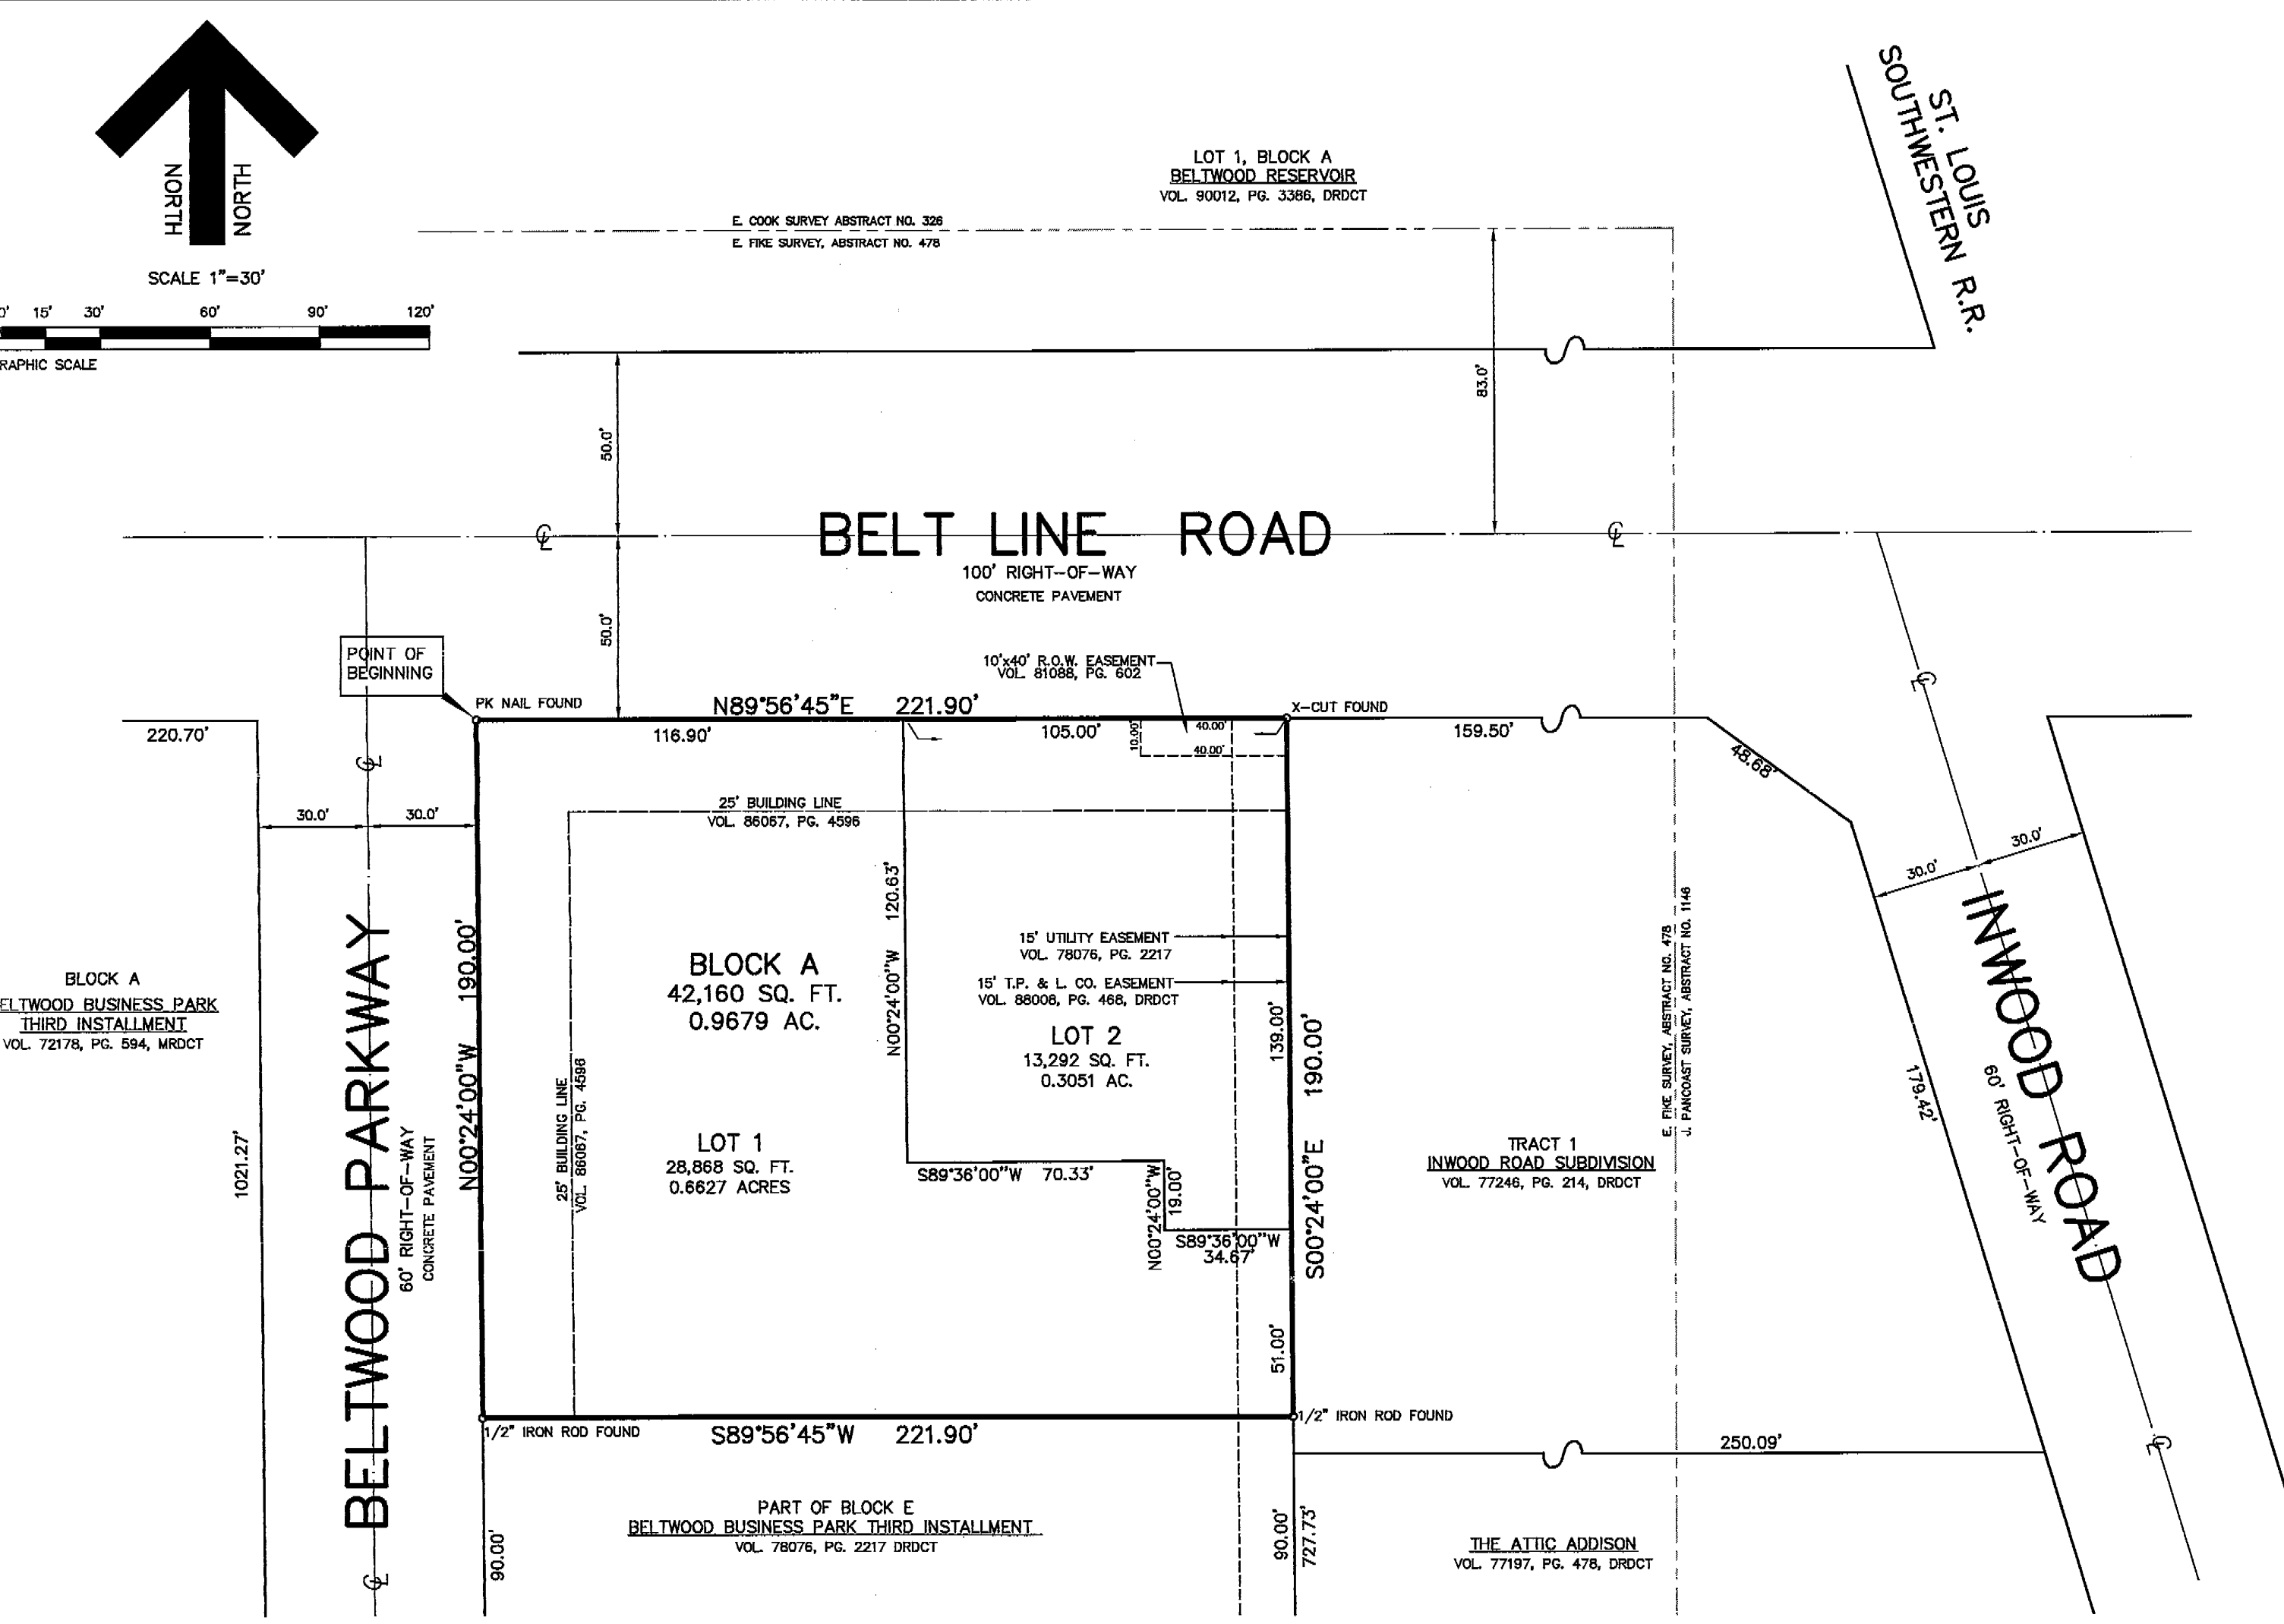 NORTH
NORTH
SCALE 1"=30'
0' 15' 30' 60' 90' 120'
RAPHIC SCALE
LOT 1, BLOCK A
BELTWOOD RESERVOIR
VOL. 90012, PG. 3386, DRDCT
ST. LOUIS
SOUTHWESTERN R.R.
E. COOK SURVEY ABSTRACT NO. 326
E. FIKE SURVEY, ABSTRACT NO. 478
83.0'
50.0'
BELT LINE ROAD
100' RIGHT-OF-WAY
CONCRETE PAVEMENT
50.0'
POINT OF
BEGINNING
PK NAIL FOUND
N89°56'45"E 221.90'
10'x40' R.O.W. EASEMENT
VOL. 81088, PG. 602
X-CUT FOUND
220.70'
116.90'
105.00'
10.00'
40.00'
40.00'
159.50'
48.68'
30.0'
30.0'
25' BUILDING LINE
VOL. 86067, PG. 4596
30.0'
30.0'
BLOCK A
ELTWOOD BUSINESS PARK
THIRD INSTALLMENT
VOL. 72178, PG. 594, MRDCT
1021.27'
BELTWOOD PARKWAY
60' RIGHT-OF-WAY
CONCRETE PAVEMENT
N00°24'00"W 190.00'
25' BUILDING LINE
VOL. 86067, PG. 4596
BLOCK A
42,160 SQ. FT.
0.9679 AC.
LOT 1
28,868 SQ. FT.
0.6627 ACRES
N00°24'00"W 120.63'
15' UTILITY EASEMENT
VOL. 78076, PG. 2217
15' T.P. & L. CO. EASEMENT
VOL. 88008, PG. 468, DRDCT
LOT 2
13,292 SQ. FT.
0.3051 AC.
139.00'
S00°24'00"E 190.00'
S89°36'00"W 70.33'
N00°24'00"W
19.00'
S89°36'00"W
34.67'
51.00'
E. FIKE SURVEY, ABSTRACT NO. 478
J. PANCOAST SURVEY, ABSTRACT NO. 1146
TRACT 1
INWOOD ROAD SUBDIVISION
VOL. 77246, PG. 214, DRDCT
179.42'
INWOOD ROAD
60' RIGHT-OF-WAY
1/2" IRON ROD FOUND
S89°56'45"W 221.90'
1/2" IRON ROD FOUND
250.09'
90.00'
PART OF BLOCK E
BELTWOOD BUSINESS PARK THIRD INSTALLMENT
VOL. 78076, PG. 2217 DRDCT
90.00'
727.73'
THE ATTIC ADDISON
VOL. 77197, PG. 478, DRDCT